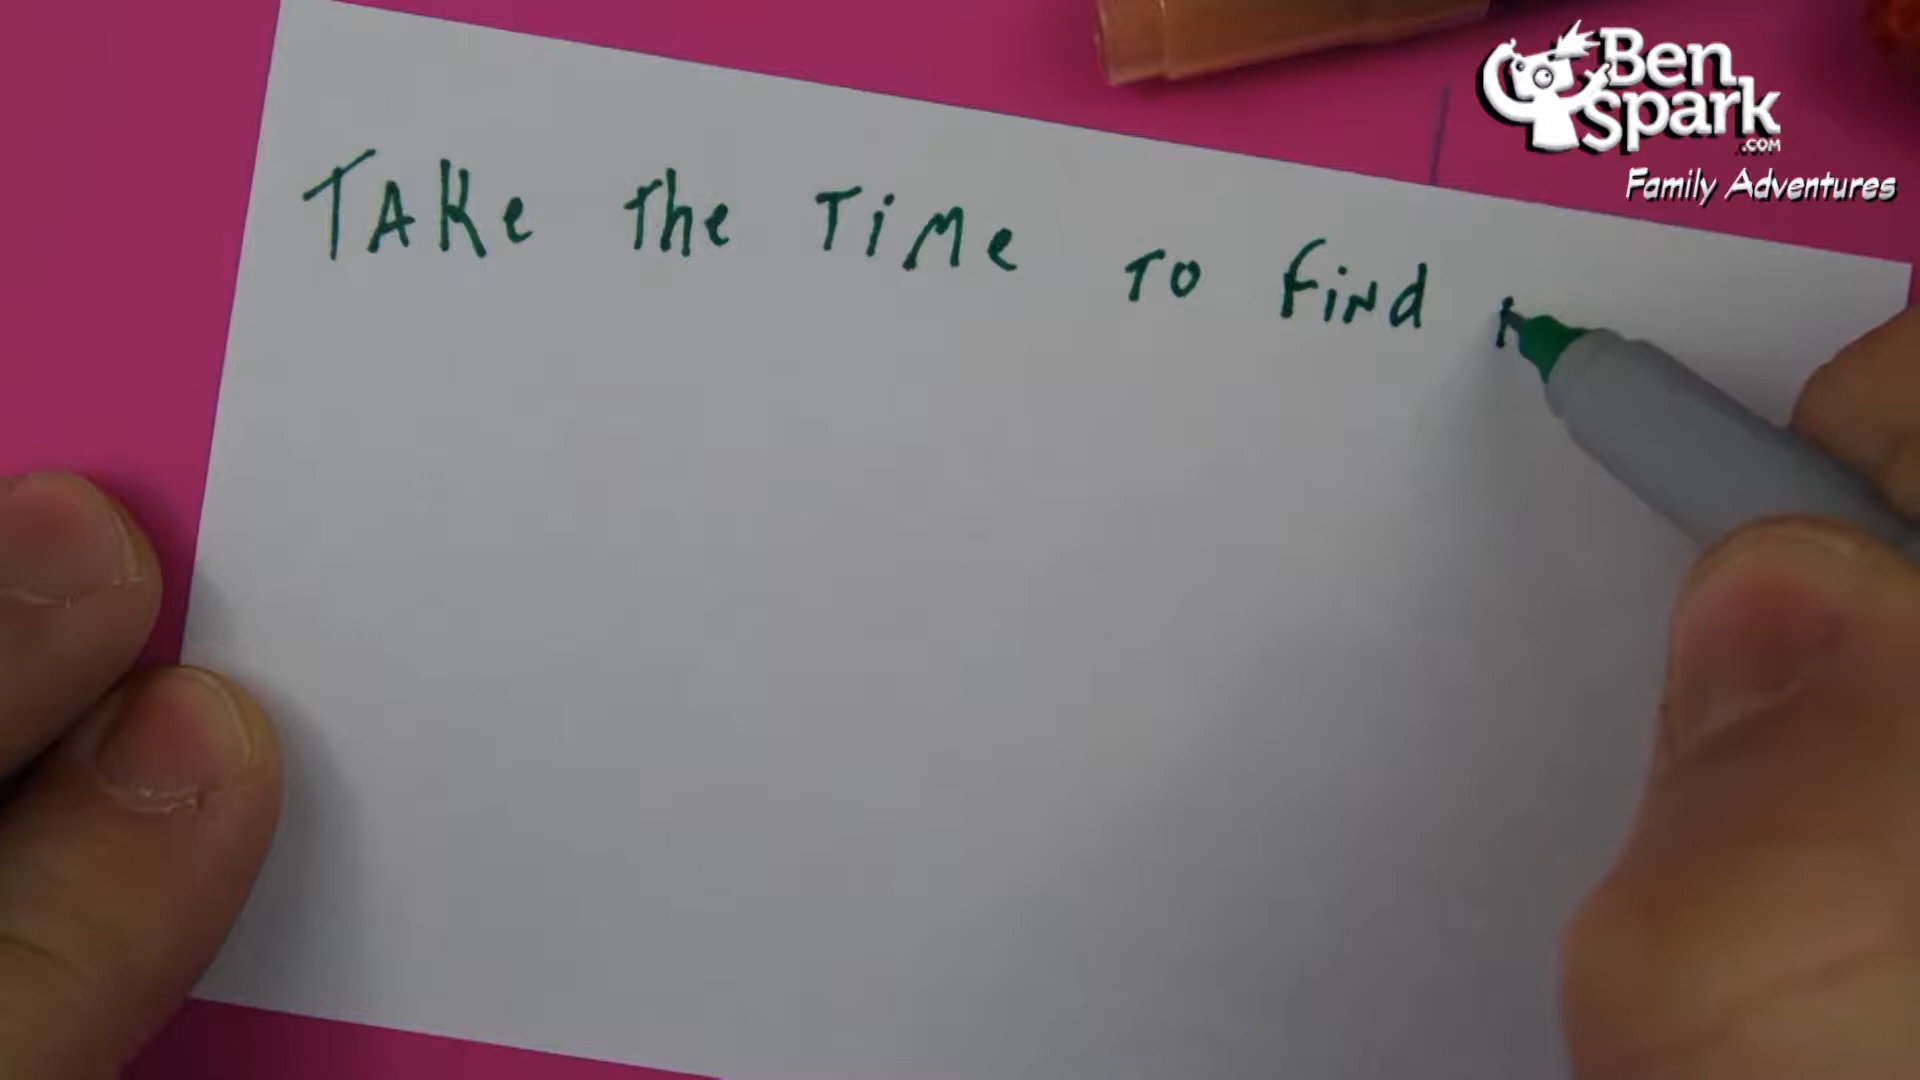 TAKe The TiMe TO FiNd
Ben
Spark
.COM
Family Adventures